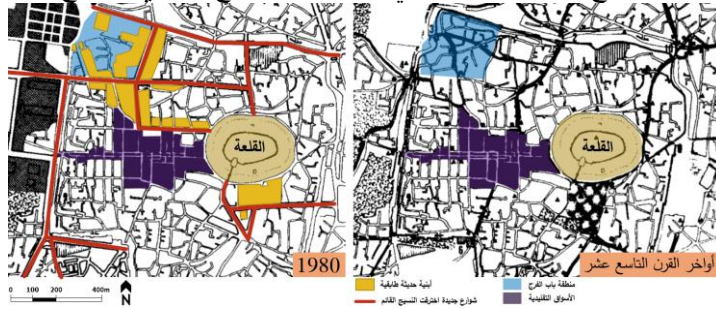 القلعة
1980
القلعة
أواخر القرن التاسع عشر
0 100 200 400m
N
أبنية حديثة طابقية
شوارع جديدة اخترقت النسيج القائم
منطقة باب الفرج
الأسواق التقليدية